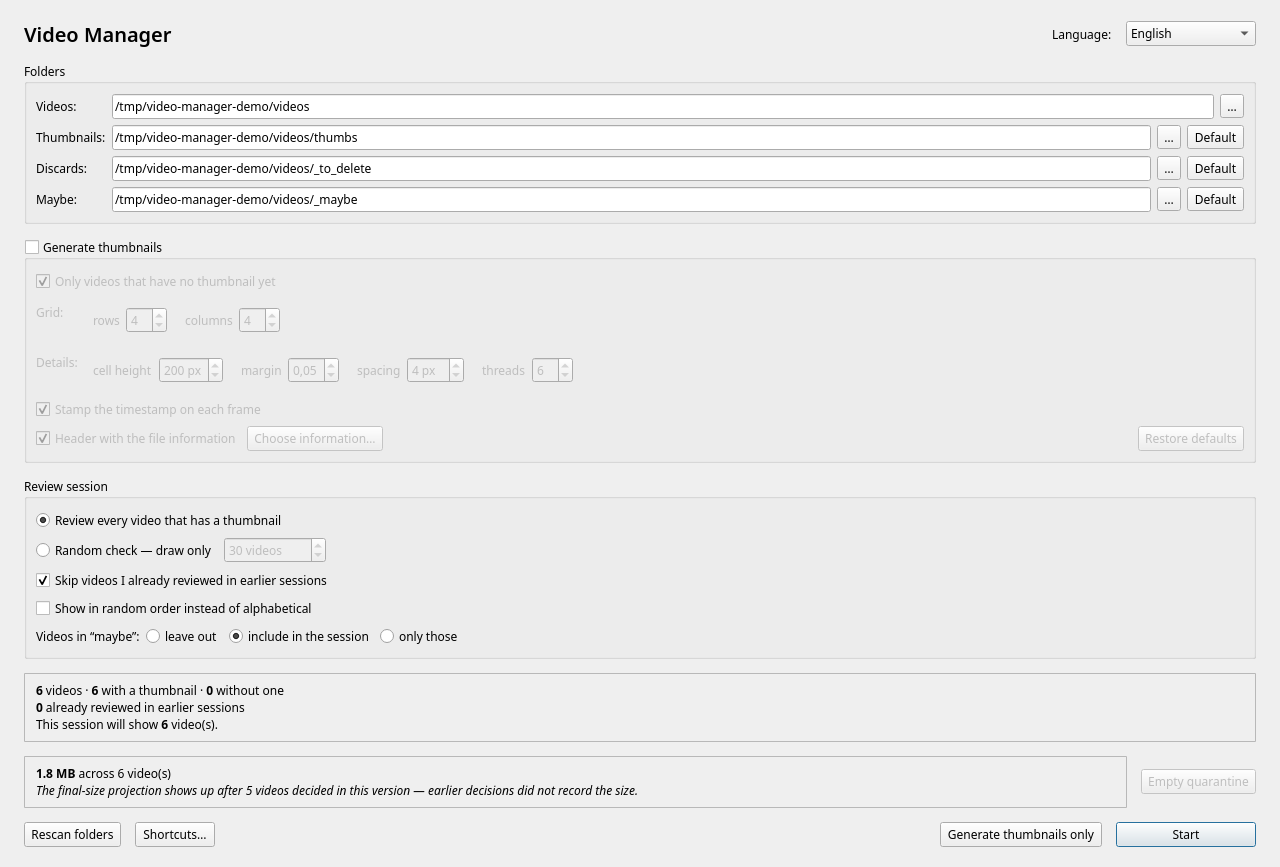 Video Manager
Language: English
Folders
Videos: /tmp/video-manager-demo/videos ...
Thumbnails: /tmp/video-manager-demo/videos/thumbs ... Default
Discards: /tmp/video-manager-demo/videos/_to_delete ... Default
Maybe: /tmp/video-manager-demo/videos/_maybe ... Default
Generate thumbnails
Only videos that have no thumbnail yet
Grid: rows 4 columns 4
Details: cell height 200 px margin 0,05 spacing 4 px threads 6
Stamp the timestamp on each frame
Header with the file information Choose information... Restore defaults
Review session
Review every video that has a thumbnail
Random check — draw only 30 videos
Skip videos I already reviewed in earlier sessions
Show in random order instead of alphabetical
Videos in “maybe”: leave out include in the session only those
6 videos · 6 with a thumbnail · 0 without one
0 already reviewed in earlier sessions
This session will show 6 video(s).
1.8 MB across 6 video(s)
The final-size projection shows up after 5 videos decided in this version — earlier decisions did not record the size.
Empty quarantine
Rescan folders Shortcuts... Generate thumbnails only Start